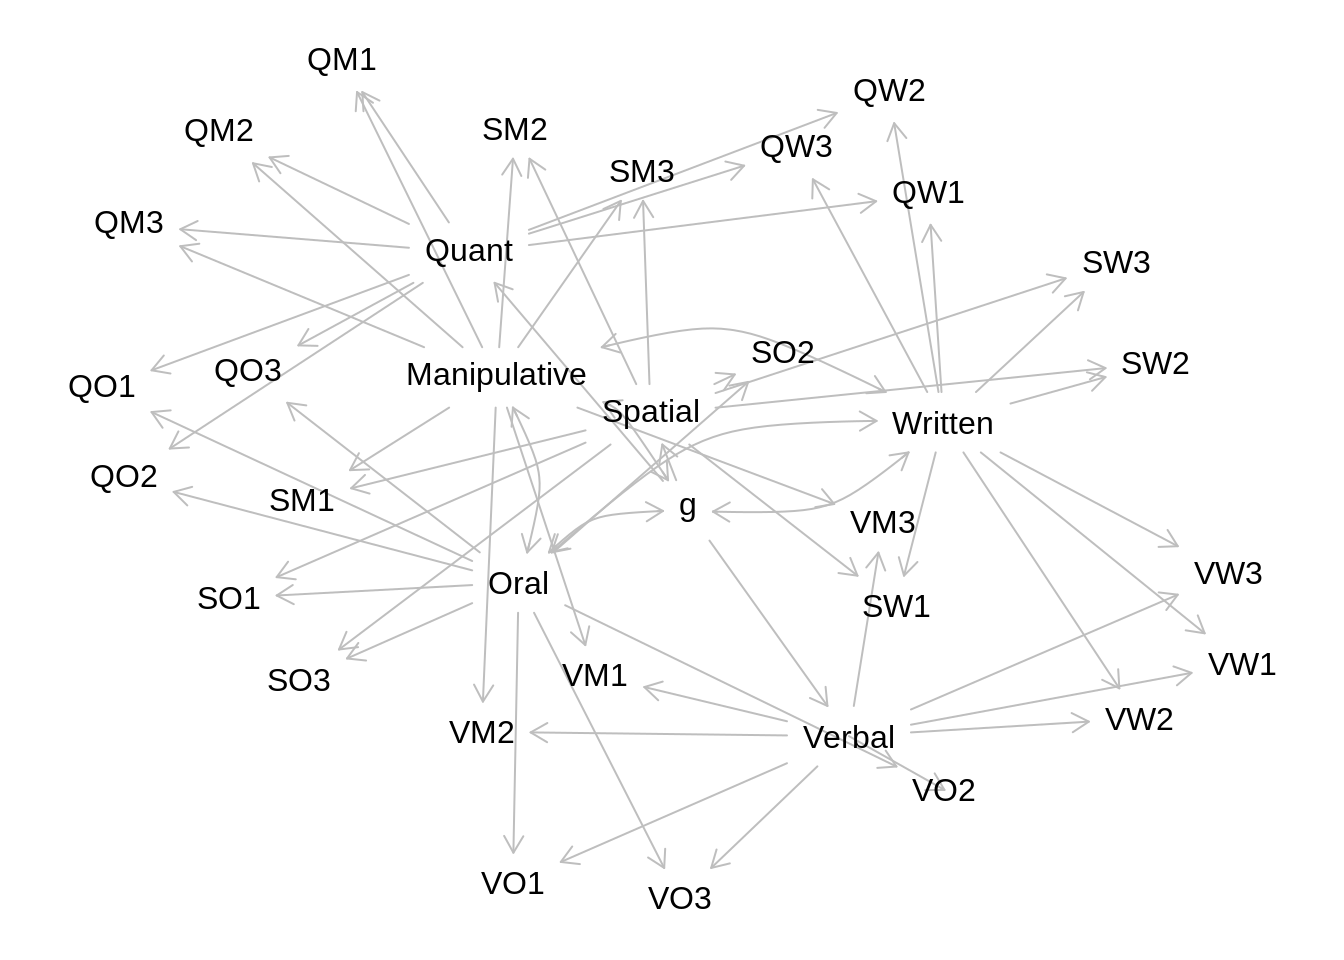 QM1
QW2
QM2
SM2
QW3
SM3
QW1
QM3
Quant
SW3
SO2
SW2
QO3
Manipulative
QO1
Spatial
Written
QO2
SM1
g
VM3
VW3
Oral
SO1
SW1
VW1
SO3
VM1
VW2
VM2
Verbal
VO2
VO1
VO3